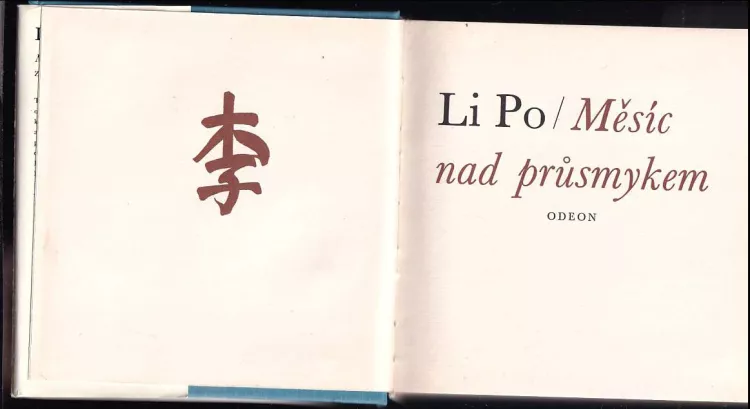 李
Li Po / Měsíc
nad průsmykem
ODEON